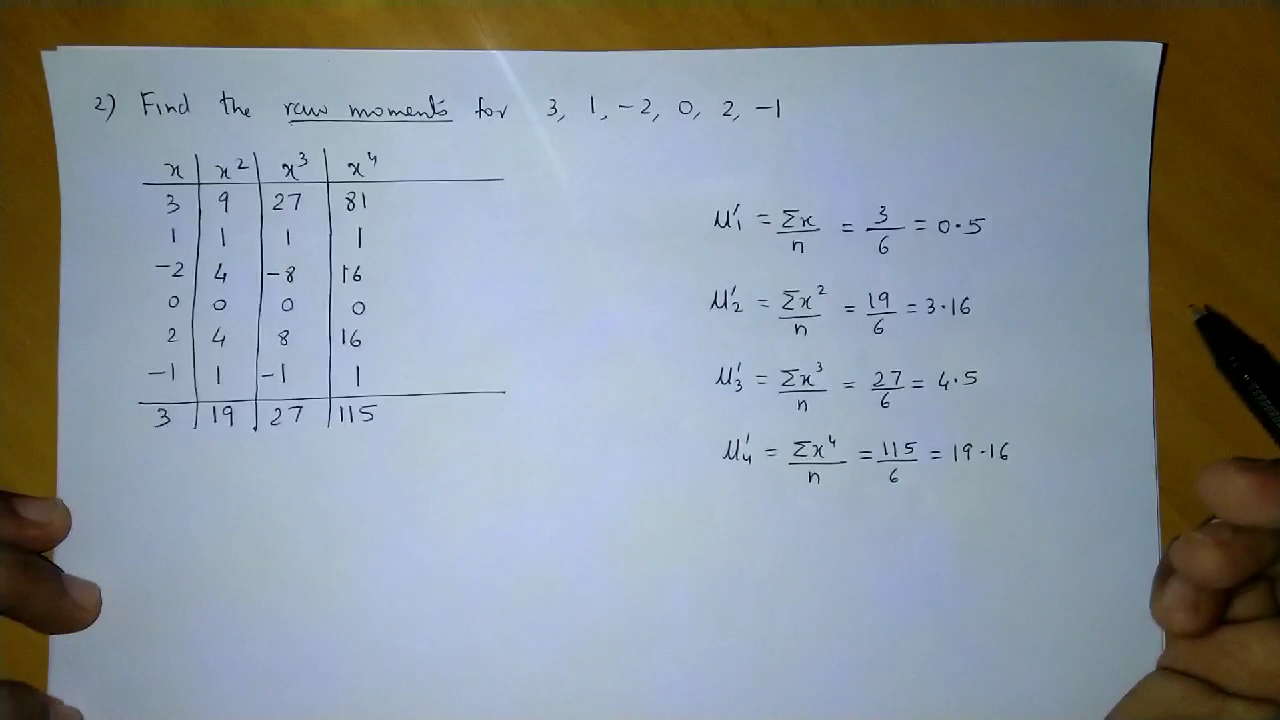 2) Find the raw moments for 3, 1, -2, 0, 2, -1
x | x² | x³ | x⁴
3 | 9 | 27 | 81
1 | 1 | 1 | 1
-2 | 4 | -8 | 16
0 | 0 | 0 | 0
2 | 4 | 8 | 16
-1 | 1 | -1 | 1
3 | 19 | 27 | 115
μ′₁ = Σx/n = 3/6 = 0.5
μ′₂ = Σx²/n = 19/6 = 3.16
μ′₃ = Σx³/n = 27/6 = 4.5
μ′₄ = Σx⁴/n = 115/6 = 19.16